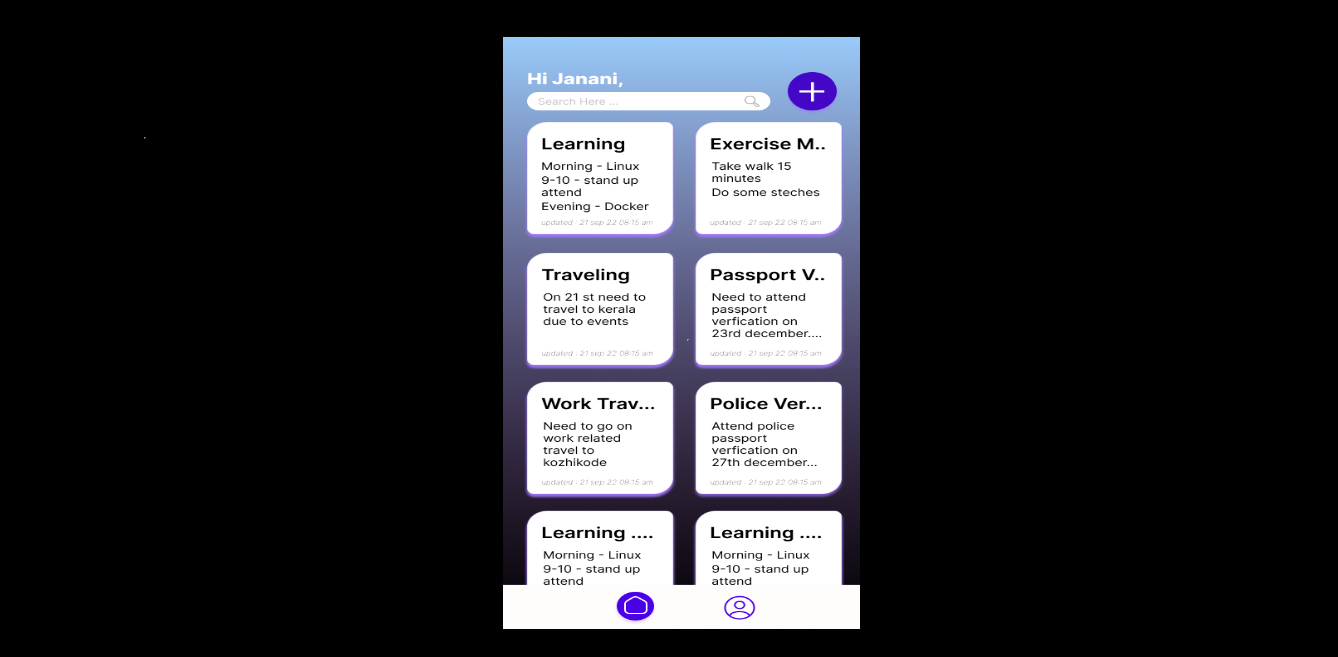 Hi Janani,
Search Here ...
Learning
Morning - Linux
9-10 - stand up
attend
Evening - Docker
updated : 21 sep 22 08:15 am
Exercise M..
Take walk 15
minutes
Do some steches
updated : 21 sep 22 08:15 am
Traveling
On 21 st need to
travel to kerala
due to events
updated : 21 sep 22 08:15 am
Passport V..
Need to attend
passport
verfication on
23rd december....
updated : 21 sep 22 08:15 am
Work Trav...
Need to go on
work related
travel to
kozhikode
updated : 21 sep 22 08:15 am
Police Ver...
Attend police
passport
verfication on
27th december...
updated : 21 sep 22 08:15 am
Learning ....
Morning - Linux
9-10 - stand up
attend
Learning ....
Morning - Linux
9-10 - stand up
attend